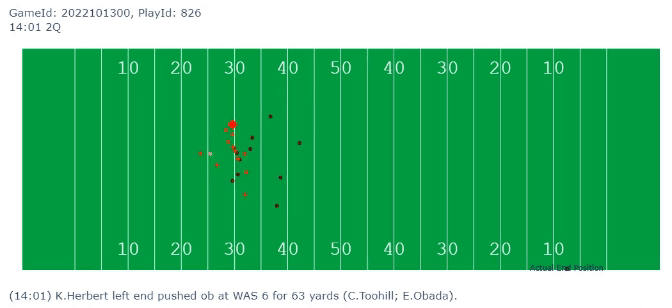 GameId: 2022101300, PlayId: 826
14:01 2Q
10 20 30 40 50 40 30 20 10
10 20 30 40 50 40 30 20 10
Actual End Position
(14:01) K.Herbert left end pushed ob at WAS 6 for 63 yards (C.Toohill; E.Obada).